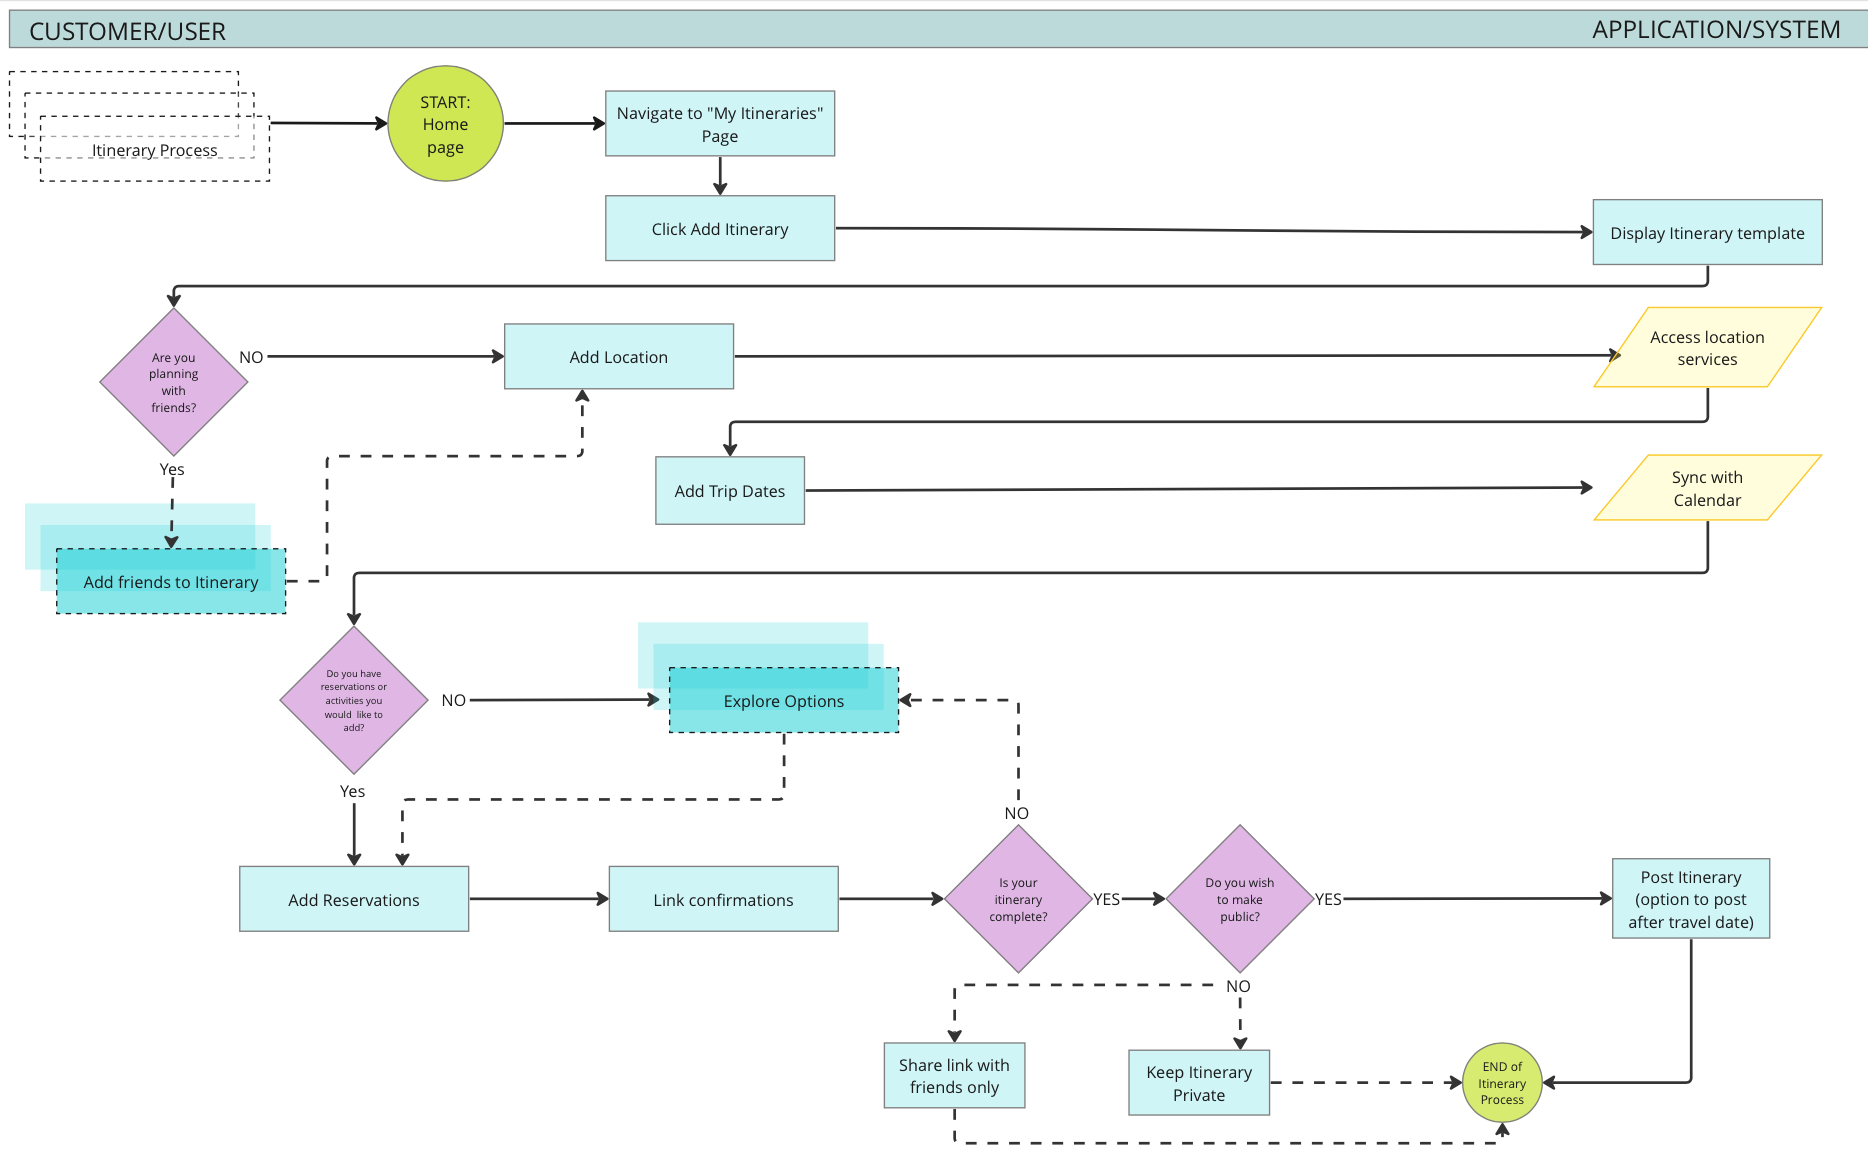 CUSTOMER/USER
APPLICATION/SYSTEM
Itinerary Process
START:
Home
page
Navigate to "My Itineraries"
Page
Click Add Itinerary
Display Itinerary template
Are you
planning
with
friends?
NO
Add Location
Access location
services
Yes
Add Trip Dates
Sync with
Calendar
Add friends to Itinerary
Do you have
reservations or
activities you
would like to
add?
NO
Explore Options
Yes
NO
Add Reservations
Link confirmations
Is your
itinerary
complete?
YES
Do you wish
to make
public?
YES
Post Itinerary
(option to post
after travel date)
NO
Share link with
friends only
Keep Itinerary
Private
END of
Itinerary
Process